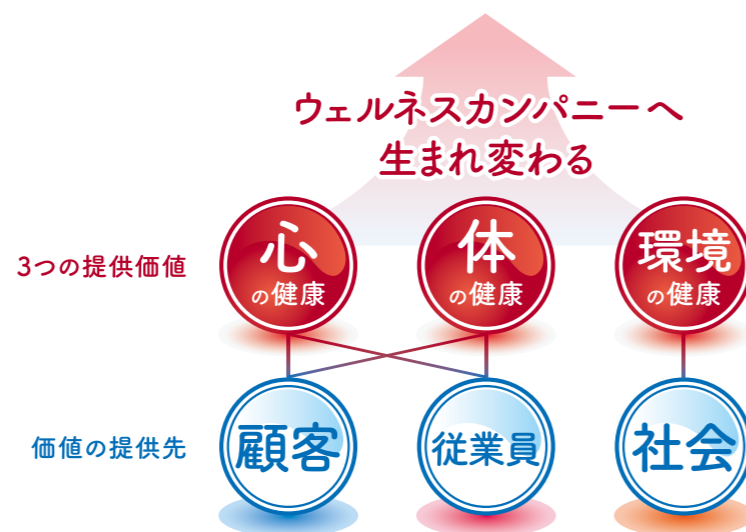 ウェルネスカンパニーへ
生まれ変わる
3つの提供価値
心
の健康
体
の健康
環境
の健康
価値の提供先
顧客
従業員
社会